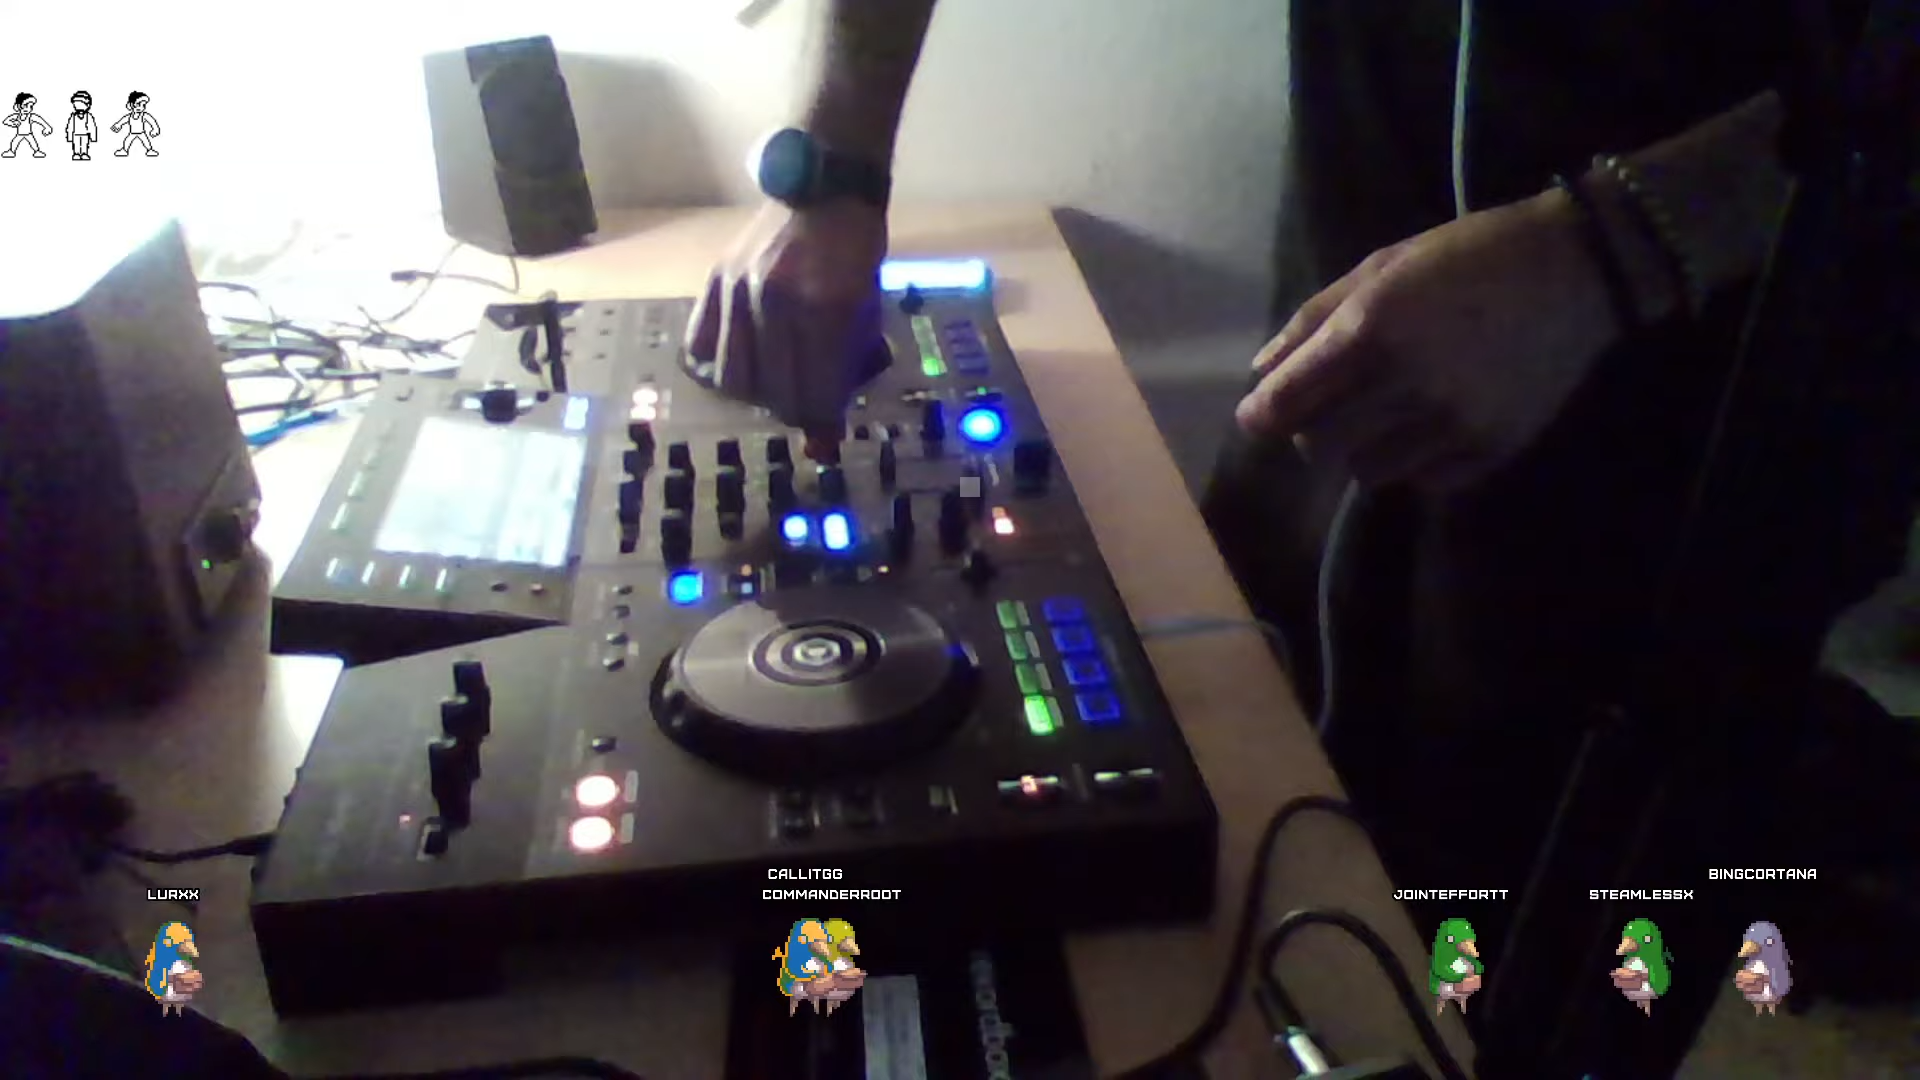 CALLITGG
BINGCORTANA
LURXX
COMMANDERROOT
JOINTEFFORTT
STEAMLESSX